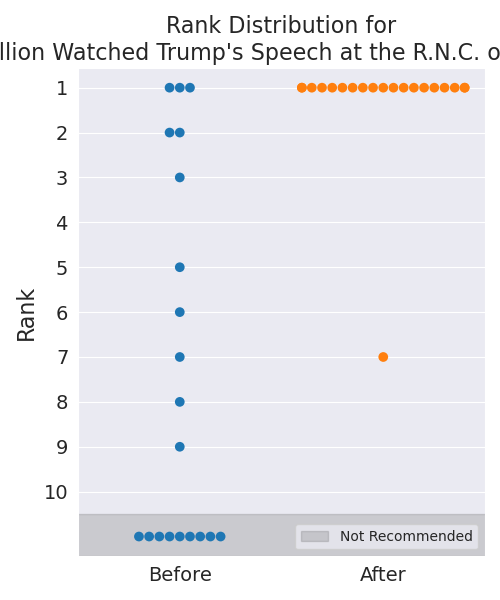 Rank Distribution for
llion Watched Trump's Speech at the R.N.C. o
1
2
3
4
5
6
7
8
9
10
Rank
Not Recommended
Before
After